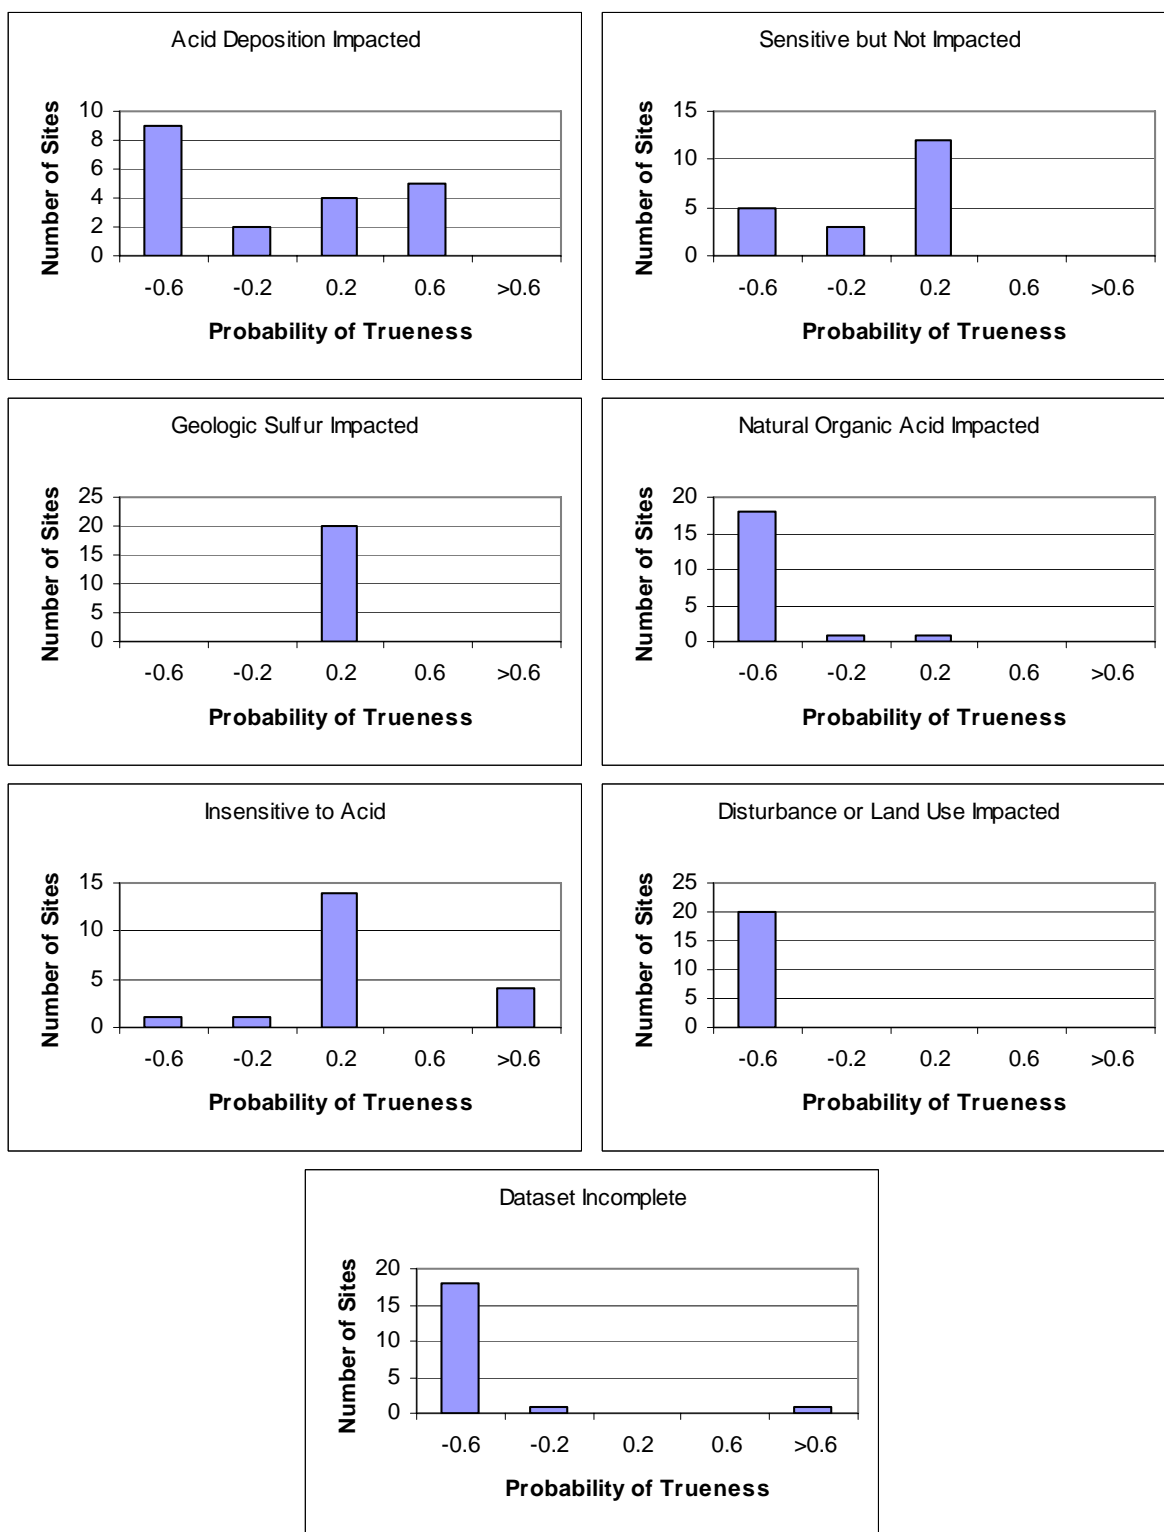 Acid Deposition Impacted
Number of Sites
10
8
6
4
2
0
-0.6 -0.2 0.2 0.6 >0.6
Probability of Trueness
Sensitive but Not Impacted
Number of Sites
15
10
5
0
-0.6 -0.2 0.2 0.6 >0.6
Probability of Trueness
Geologic Sulfur Impacted
Number of Sites
25
20
15
10
5
0
-0.6 -0.2 0.2 0.6 >0.6
Probability of Trueness
Natural Organic Acid Impacted
Number of Sites
20
15
10
5
0
-0.6 -0.2 0.2 0.6 >0.6
Probability of Trueness
Insensitive to Acid
Number of Sites
15
10
5
0
-0.6 -0.2 0.2 0.6 >0.6
Probability of Trueness
Disturbance or Land Use Impacted
Number of Sites
25
20
15
10
5
0
-0.6 -0.2 0.2 0.6 >0.6
Probability of Trueness
Dataset Incomplete
Number of Sites
20
15
10
5
0
-0.6 -0.2 0.2 0.6 >0.6
Probability of Trueness